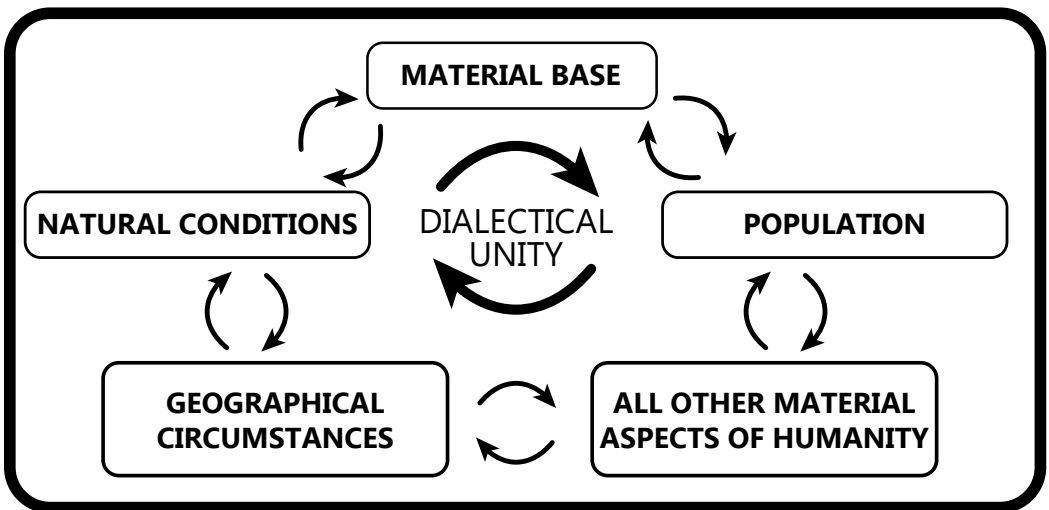 MATERIAL BASE
NATURAL CONDITIONS
DIALECTICAL
UNITY
POPULATION
GEOGRAPHICAL
CIRCUMSTANCES
ALL OTHER MATERIAL
ASPECTS OF HUMANITY